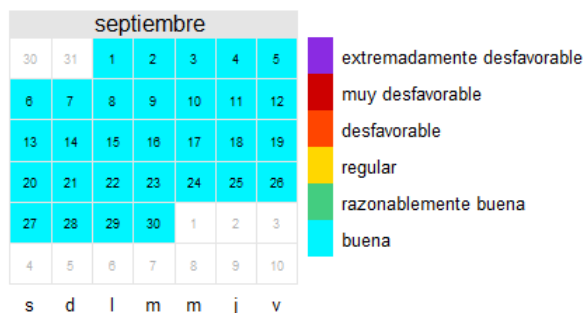 septiembre
30 31 1 2 3 4 5
6 7 8 9 10 11 12
13 14 15 16 17 18 19
20 21 22 23 24 25 26
27 28 29 30 1 2 3
4 5 6 7 8 9 10
s d l m m j v
extremadamente desfavorable
muy desfavorable
desfavorable
regular
razonablemente buena
buena